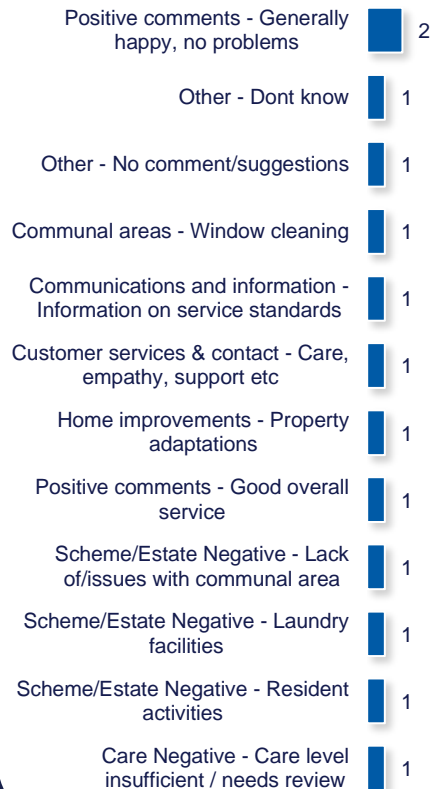 Positive comments - Generally
happy, no problems
2
Other - Dont know
1
Other - No comment/suggestions
1
Communal areas - Window cleaning
1
Communications and information -
Information on service standards
1
Customer services & contact - Care,
empathy, support etc
1
Home improvements - Property
adaptations
1
Positive comments - Good overall
service
1
Scheme/Estate Negative - Lack
of/issues with communal area
1
Scheme/Estate Negative - Laundry
facilities
1
Scheme/Estate Negative - Resident
activities
1
Care Negative - Care level
insufficient / needs review
1